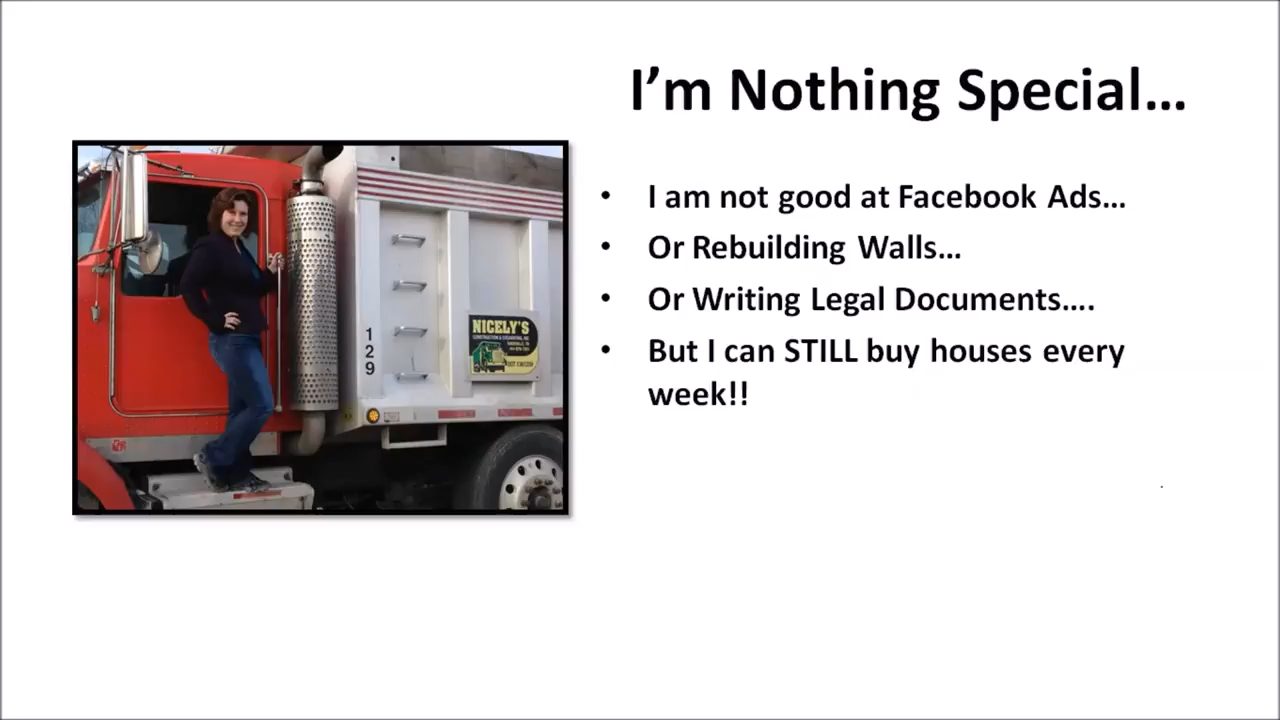 I’m Nothing Special...
• I am not good at Facebook Ads...
• Or Rebuilding Walls...
• Or Writing Legal Documents....
• But I can STILL buy houses every
week!!
129
NICELY'S